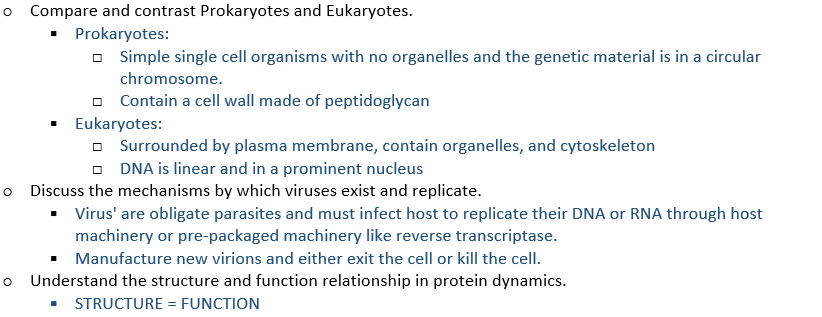 Compare and contrast Prokaryotes and Eukaryotes.
Prokaryotes:
Simple single cell organisms with no organelles and the genetic material is in a circular
chromosome.
Contain a cell wall made of peptidoglycan
Eukaryotes:
Surrounded by plasma membrane, contain organelles, and cytoskeleton
DNA is linear and in a prominent nucleus
Discuss the mechanisms by which viruses exist and replicate.
Virus' are obligate parasites and must infect host to replicate their DNA or RNA through host
machinery or pre-packaged machinery like reverse transcriptase.
Manufacture new virions and either exit the cell or kill the cell.
Understand the structure and function relationship in protein dynamics.
STRUCTURE = FUNCTION